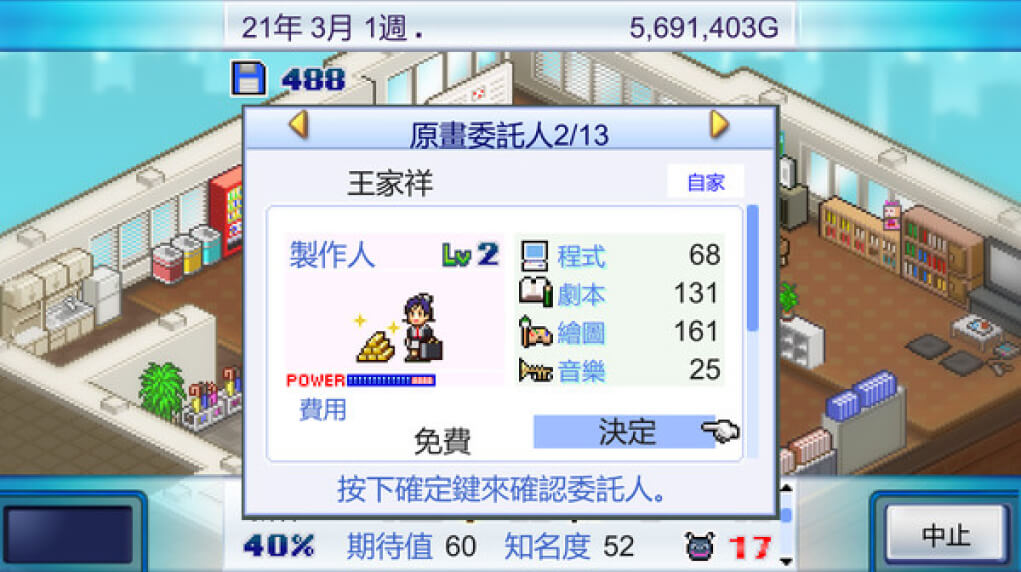 21年 3月 1週 . 5,691,403G
488
原畫委託人2/13
王家祥 自家
製作人 Lv 2
程式 68
劇本 131
繪圖 161
音樂 25
POWER
費用
免費 決定
按下確定鍵來確認委託人。
40% 期待值 60 知名度 52 17
中止